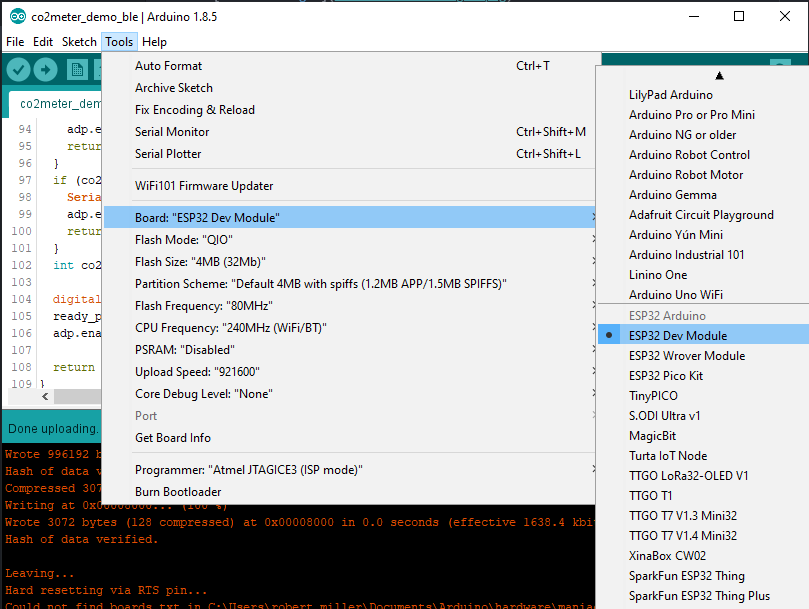 co2meter_demo_ble | Arduino 1.8.5
File Edit Sketch Tools Help
co2meter_dem
94 adp.e
95 retur
96 }
97 if (co2
98 Seria
99 adp.e
100 retur
101 }
102 int co2
103
104 digital
105 ready_p
106 adp.ena
107
108 return
109 }
Done uploading.
Auto Format Ctrl+T
Archive Sketch
Fix Encoding & Reload
Serial Monitor Ctrl+Shift+M
Serial Plotter Ctrl+Shift+L
WiFi101 Firmware Updater
Board: "ESP32 Dev Module"
Flash Mode: "QIO"
Flash Size: "4MB (32Mb)"
Partition Scheme: "Default 4MB with spiffs (1.2MB APP/1.5MB SPIFFS)"
Flash Frequency: "80MHz"
CPU Frequency: "240MHz (WiFi/BT)"
PSRAM: "Disabled"
Upload Speed: "921600"
Core Debug Level: "None"
Port
Get Board Info
Programmer: "Atmel JTAGICE3 (ISP mode)"
Burn Bootloader
LilyPad Arduino
Arduino Pro or Pro Mini
Arduino NG or older
Arduino Robot Control
Arduino Robot Motor
Arduino Gemma
Adafruit Circuit Playground
Arduino Yún Mini
Arduino Industrial 101
Linino One
Arduino Uno WiFi
ESP32 Arduino
ESP32 Dev Module
ESP32 Wrover Module
ESP32 Pico Kit
TinyPICO
S.ODI Ultra v1
MagicBit
Turta IoT Node
TTGO LoRa32-OLED V1
TTGO T1
TTGO T7 V1.3 Mini32
TTGO T7 V1.4 Mini32
XinaBox CW02
SparkFun ESP32 Thing
SparkFun ESP32 Thing Plus
Wrote 996192 b
Hash of data v
Compressed 307
Writing at 0x00008000... (100 %)
Wrote 3072 bytes (128 compressed) at 0x00008000 in 0.0 seconds (effective 1638.4 kbi
Hash of data verified.
Leaving...
Hard resetting via RTS pin...
Could not find boards.txt in C:\Users\robert.miller\Documents\Arduino\hardware\mania